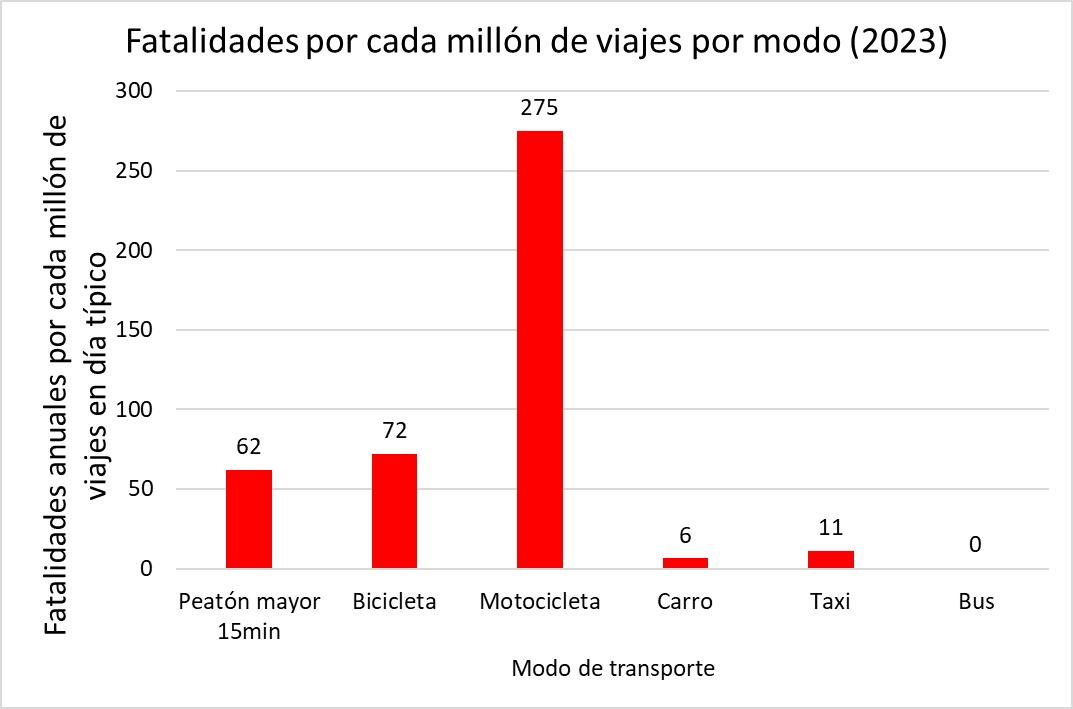 Fatalidades por cada millón de viajes por modo (2023)
Fatalidades anuales por cada millón de
viajes en día típico
300
250
200
150
100
50
0
62
72
275
6
11
0
Peatón mayor
15min
Bicicleta
Motocicleta
Carro
Taxi
Bus
Modo de transporte